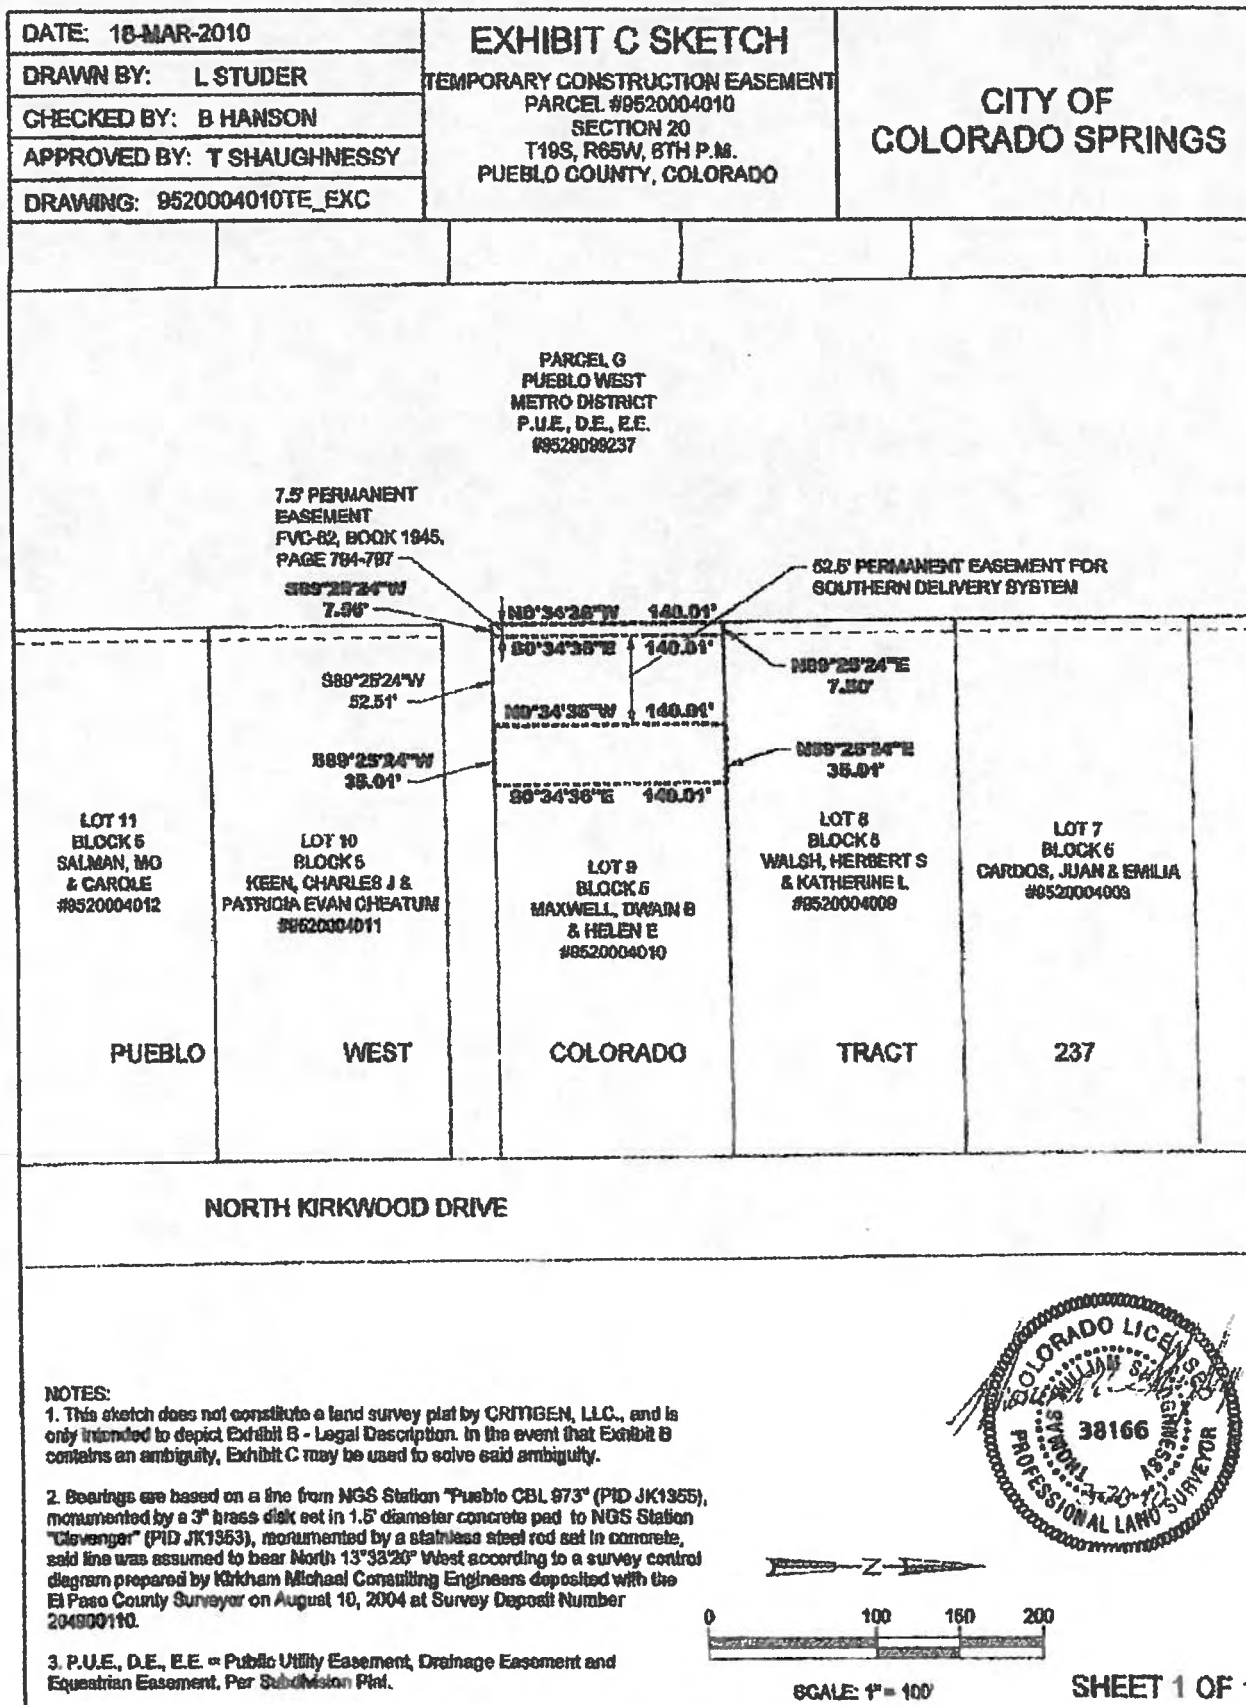 DATE: 18-MAR-2010
DRAWN BY: L STUDER
CHECKED BY: B HANSON
APPROVED BY: T SHAUGHNESSY
DRAWING: 9520004010TE_EXC
EXHIBIT C SKETCH
TEMPORARY CONSTRUCTION EASEMENT
PARCEL #9520004010
SECTION 20
T19S, R65W, 6TH P.M.
PUEBLO COUNTY, COLORADO
CITY OF
COLORADO SPRINGS
PARCEL G
PUEBLO WEST
METRO DISTRICT
P.U.E., D.E., E.E.
#9529099237
7.5' PERMANENT
EASEMENT
FVC-62, BOOK 1945,
PAGE 794-797
52.5' PERMANENT EASEMENT FOR
SOUTHERN DELIVERY SYSTEM
S89°25'24"W
N0°34'36"W 140.01'
S0°34'36"E 140.01'
N89°25'24"E
7.50'
S89°25'24"W
52.51'
N0°34'36"W 140.01'
S89°25'24"W
35.01'
N89°25'24"E
35.01'
S0°34'36"E 140.01'
LOT 11
BLOCK 5
SALMAN, MO
& CAROLE
#9520004012
LOT 10
BLOCK 5
KEEN, CHARLES J &
PATRICIA EVAN CHEATUM
#9520004011
LOT 9
BLOCK 5
MAXWELL, DWAIN B
& HELEN E
#9520004010
LOT 8
BLOCK 5
WALSH, HERBERT S
& KATHERINE L
#9520004009
LOT 7
BLOCK
CARDOS, JUAN & EMILIA
PUEBLO WEST COLORADO TRACT 237
NORTH KIRKWOOD DRIVE
NOTES:
1. This sketch does not constitute a land survey plat by CRITIGEN, LLC., and is
only intended to depict Exhibit B - Legal Description. In the event that Exhibit B
contains an ambiguity, Exhibit C may be used to solve said ambiguity.
2. Bearings are based on a line from NGS Station "Pueblo CBL 973" (PID JK1355),
monumented by a 3" brass disk set in 1.5' diameter concrete pad to NGS Station
"Clevenger" (PID JK1353), monumented by a stainless steel rod set in concrete,
said line was assumed to bear North 13°33'20" West according to a survey control
diagram prepared by Kirkham Michael Consulting Engineers deposited with the
El Paso County Surveyor on August 10, 2004 at Survey Deposit Number
204900110.
3. P.U.E., D.E., E.E. = Public Utility Easement, Drainage Easement and
Equestrian Easement, Per Subdivision Plat.
COLORADO LICENSED
THOMAS WILLIAM SHAUGHNESSY
38166
PROFESSIONAL LAND SURVEYOR
Z
0 100 150 200
SCALE: 1" = 100'
SHEET 1 OF